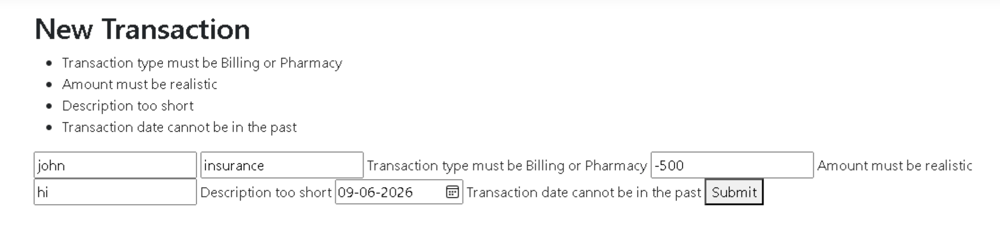 New Transaction
Transaction type must be Billing or Pharmacy
Amount must be realistic
Description too short
Transaction date cannot be in the past
john insurance Transaction type must be Billing or Pharmacy -500 Amount must be realistic
hi Description too short 09-06-2026 Transaction date cannot be in the past Submit